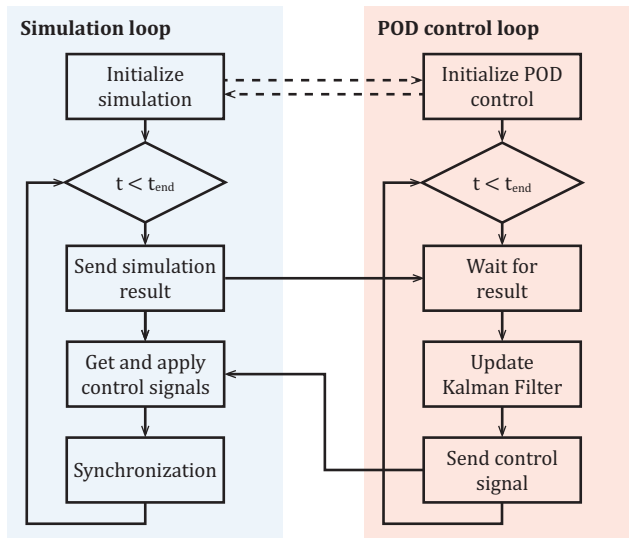 Simulation loop
Initialize
simulation
t < tend
Send simulation
result
Get and apply
control signals
Synchronization
POD control loop
Initialize POD
control
t < tend
Wait for
result
Update
Kalman Filter
Send control
signal